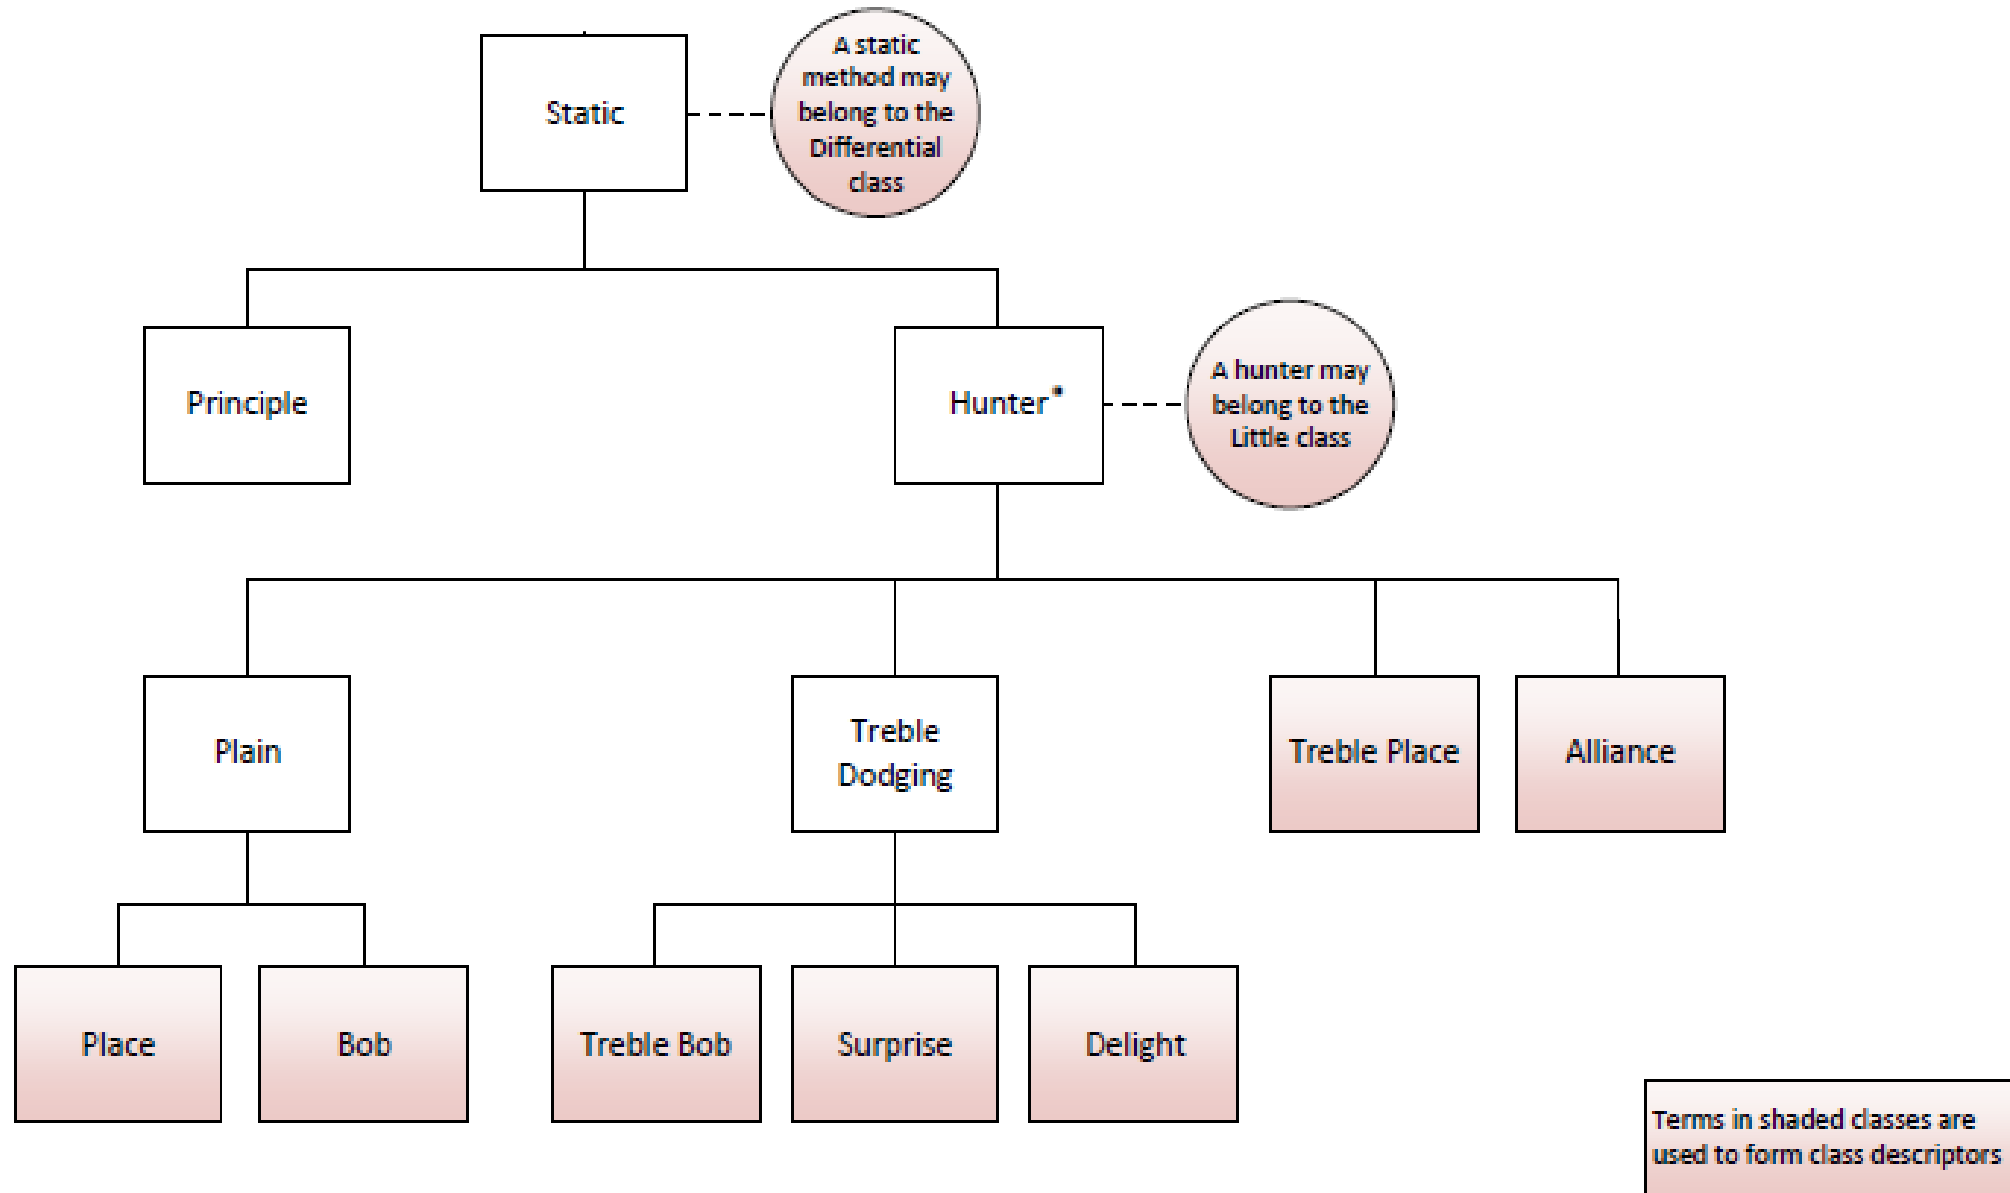 Static
A static
method may
belong to the
Differential
class
Principle
Hunter*
A hunter may
belong to the
Little class
Plain
Treble
Dodging
Treble Place
Alliance
Place
Bob
Treble Bob
Surprise
Delight
Terms in shaded classes are
used to form class descriptors